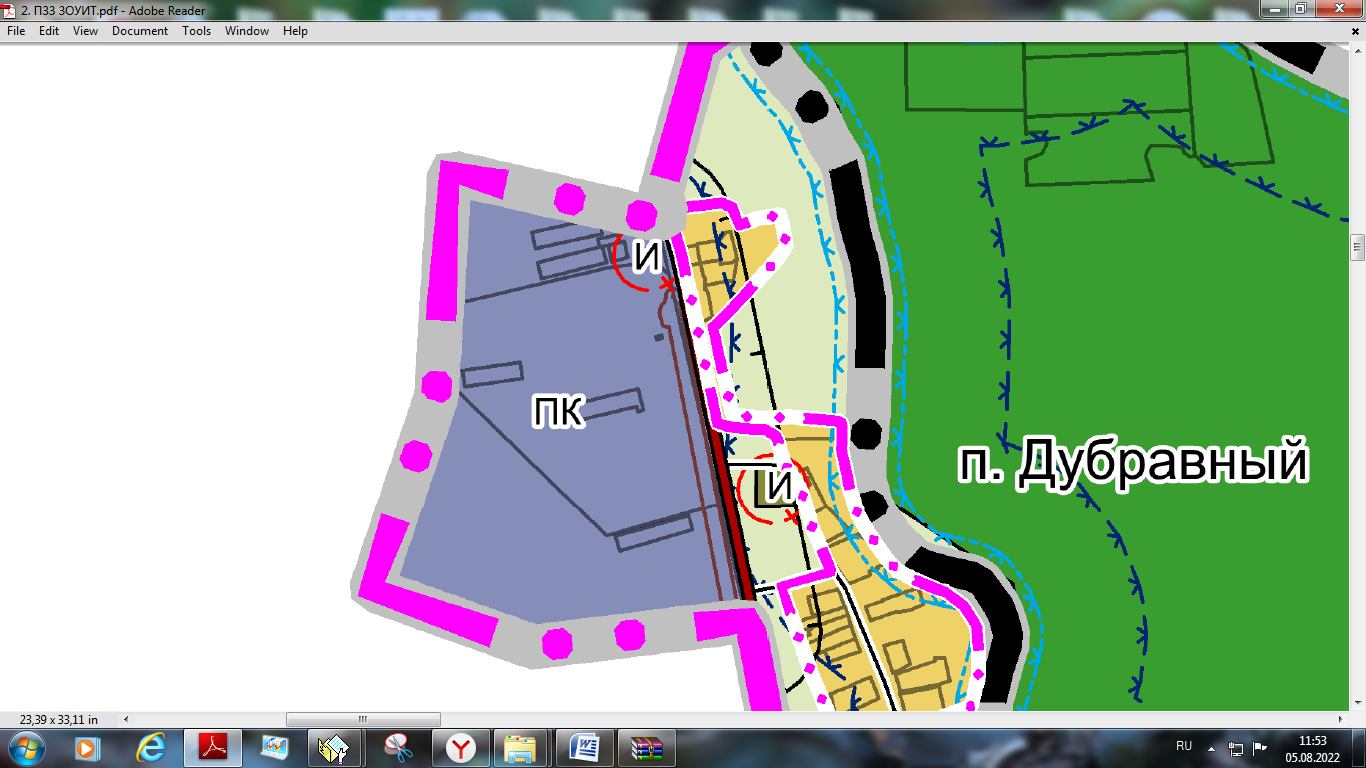 2. ПЗЗ ЗОУИТ.pdf - Adobe Reader
File Edit View Document Tools Window Help
И
ПК
п. Дубравный
И
23,39 x 33,11 in
RU
11:53
05.08.2022